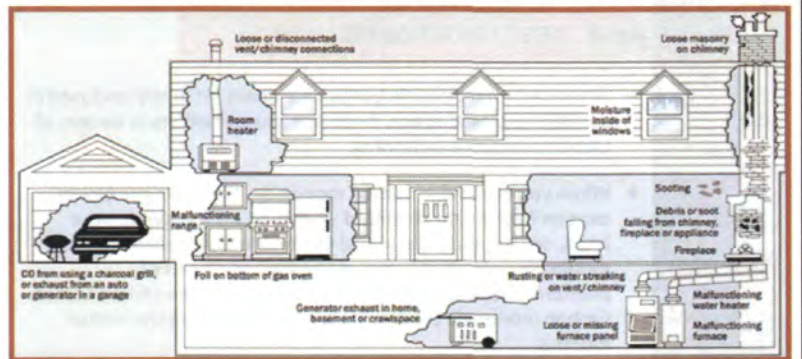 Loose or disconnected
vent/chimney connections
Loose masonry
on chimney
Room
heater
Moisture
inside of
windows
Sooting
Malfunctioning
range
Debris or soot
falling from chimney,
fireplace or appliance
Fireplace
CO from using a charcoal grill,
or exhaust from an auto
or generator in a garage
Foil on bottom of gas oven
Rusting or water streaking
on vent/chimney
Generator exhaust in home,
basement or crawlspace
Malfunctioning
water heater
Loose or missing
furnace panel
Malfunctioning
furnace